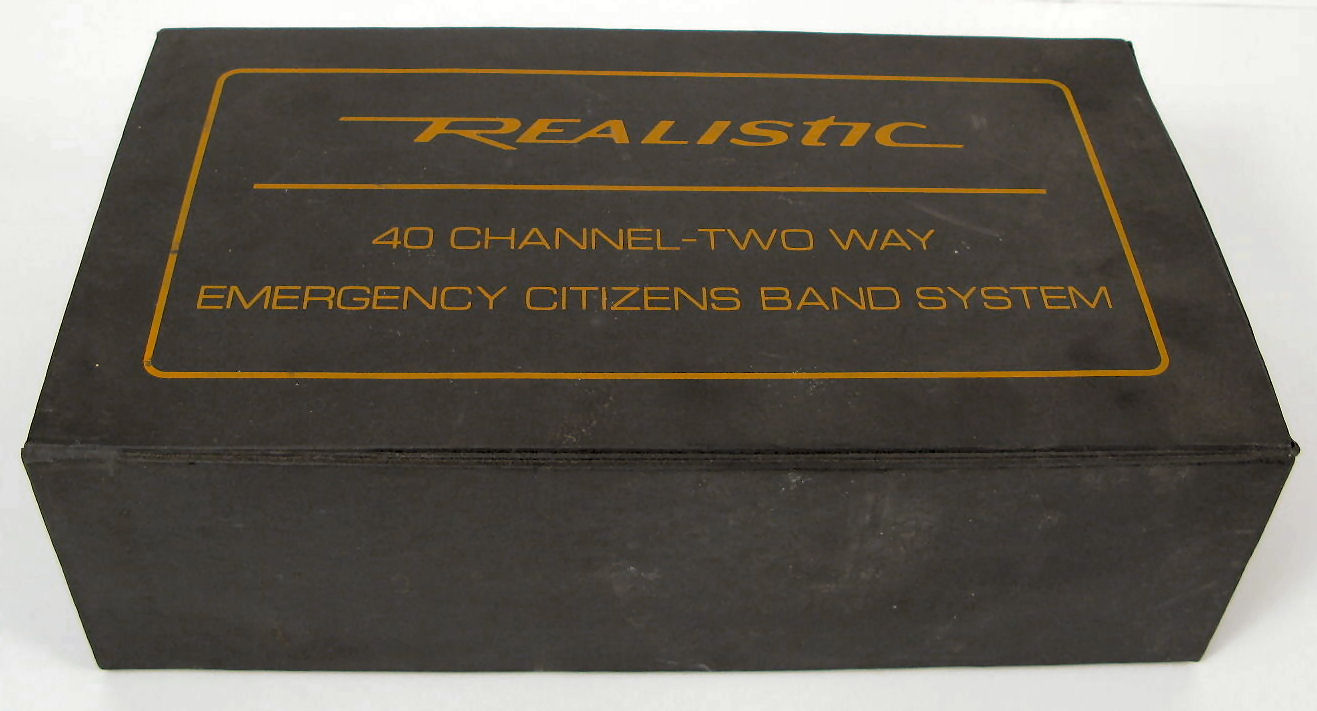 REALISTIC
40 CHANNEL-TWO WAY
EMERGENCY CITIZENS BAND SYSTEM